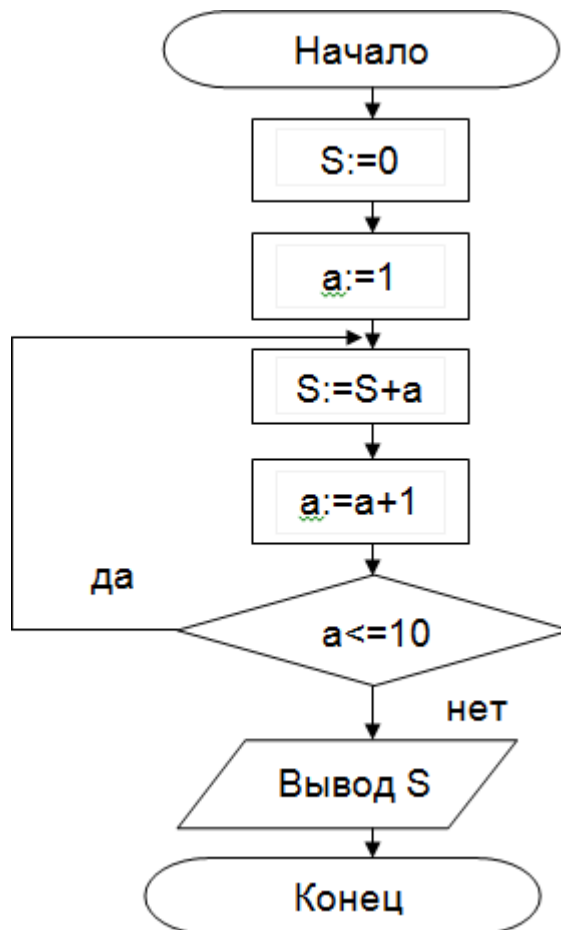 Начало
S:=0
a:=1
S:=S+a
a:=a+1
да
a<=10
нет
Вывод S
Конец